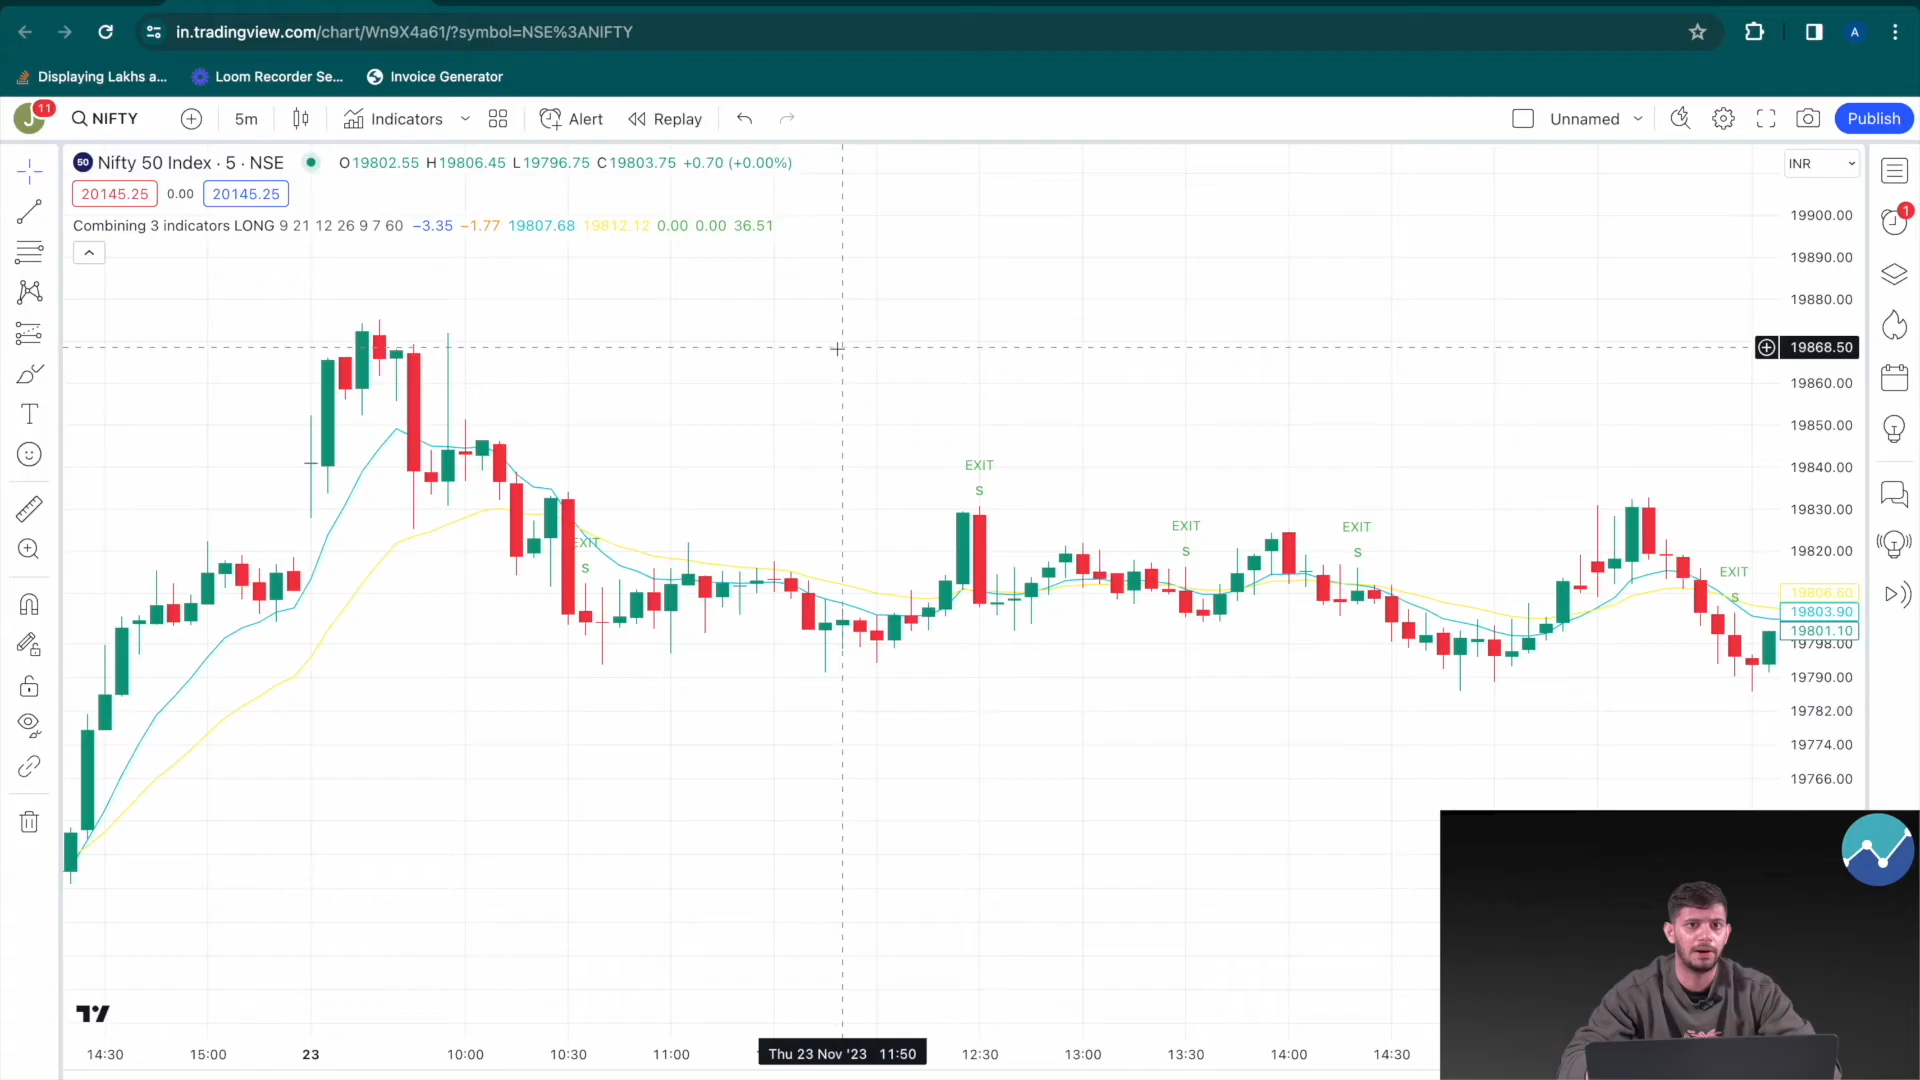 in.tradingview.com/chart/Wn9X4a61/?symbol=NSE%3ANIFTY
A
Displaying Lakhs a...
Loom Recorder Se...
Invoice Generator
J
11
NIFTY
5m
Indicators
Alert
Replay
Unnamed
Publish
50
Nifty 50 Index · 5 · NSE
O19802.55 H19806.45 L19796.75 C19803.75 +0.70 (+0.00%)
INR
20145.25
0.00
20145.25
Combining 3 indicators LONG 9 21 12 26 9 7 60 −3.35 −1.77 19807.68 19812.12 0.00 0.00 36.51
1
19900.00
19890.00
19880.00
19868.50
19860.00
19850.00
19840.00
19830.00
19820.00
19806.60
19803.90
19801.10
19798.00
19790.00
19782.00
19774.00
19766.00
EXIT
S
EXIT
S
EXIT
S
EXIT
S
EXIT
S
14:30
15:00
23
10:00
10:30
11:00
Thu 23 Nov '23 11:50
12:30
13:00
13:30
14:00
14:30